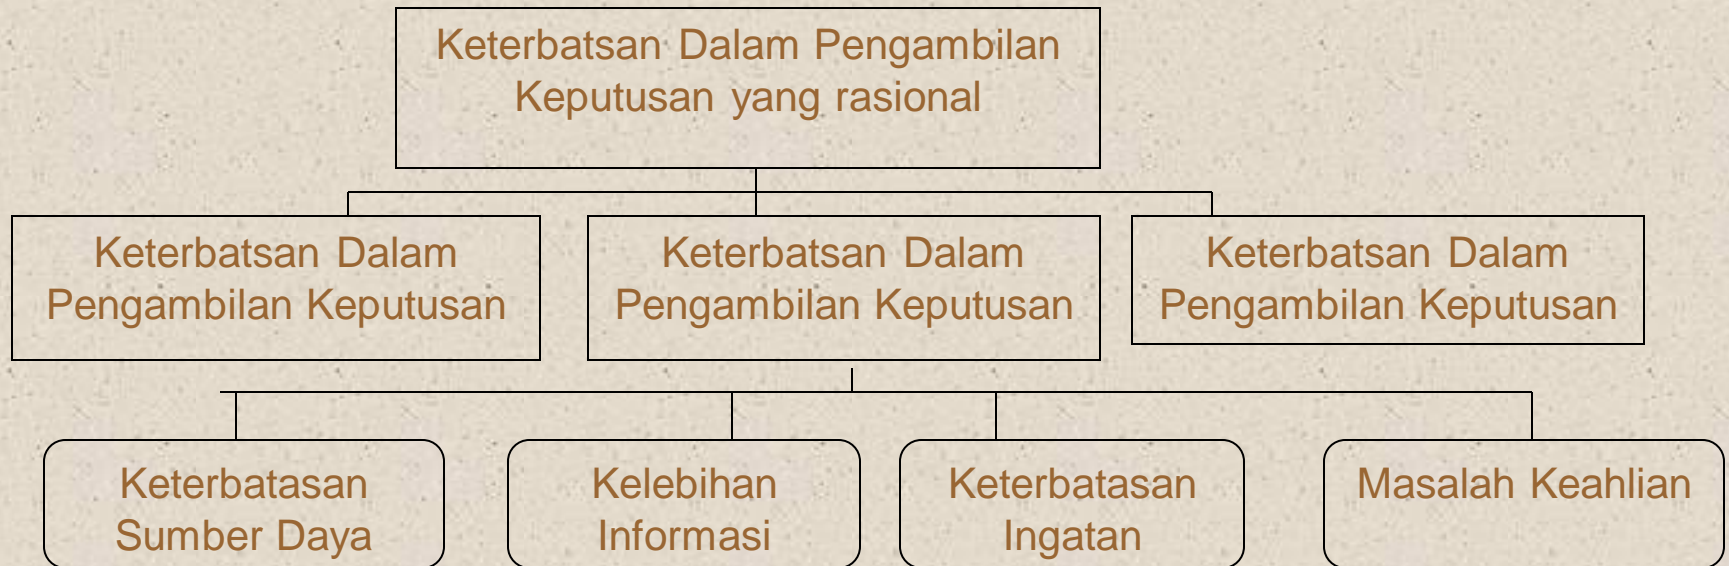 Keterbatsan Dalam Pengambilan
Keputusan yang rasional
Keterbatsan Dalam
Pengambilan Keputusan
Keterbatsan Dalam
Pengambilan Keputusan
Keterbatsan Dalam
Pengambilan Keputusan
Keterbatasan
Sumber Daya
Kelebihan
Informasi
Keterbatasan
Ingatan
Masalah Keahlian